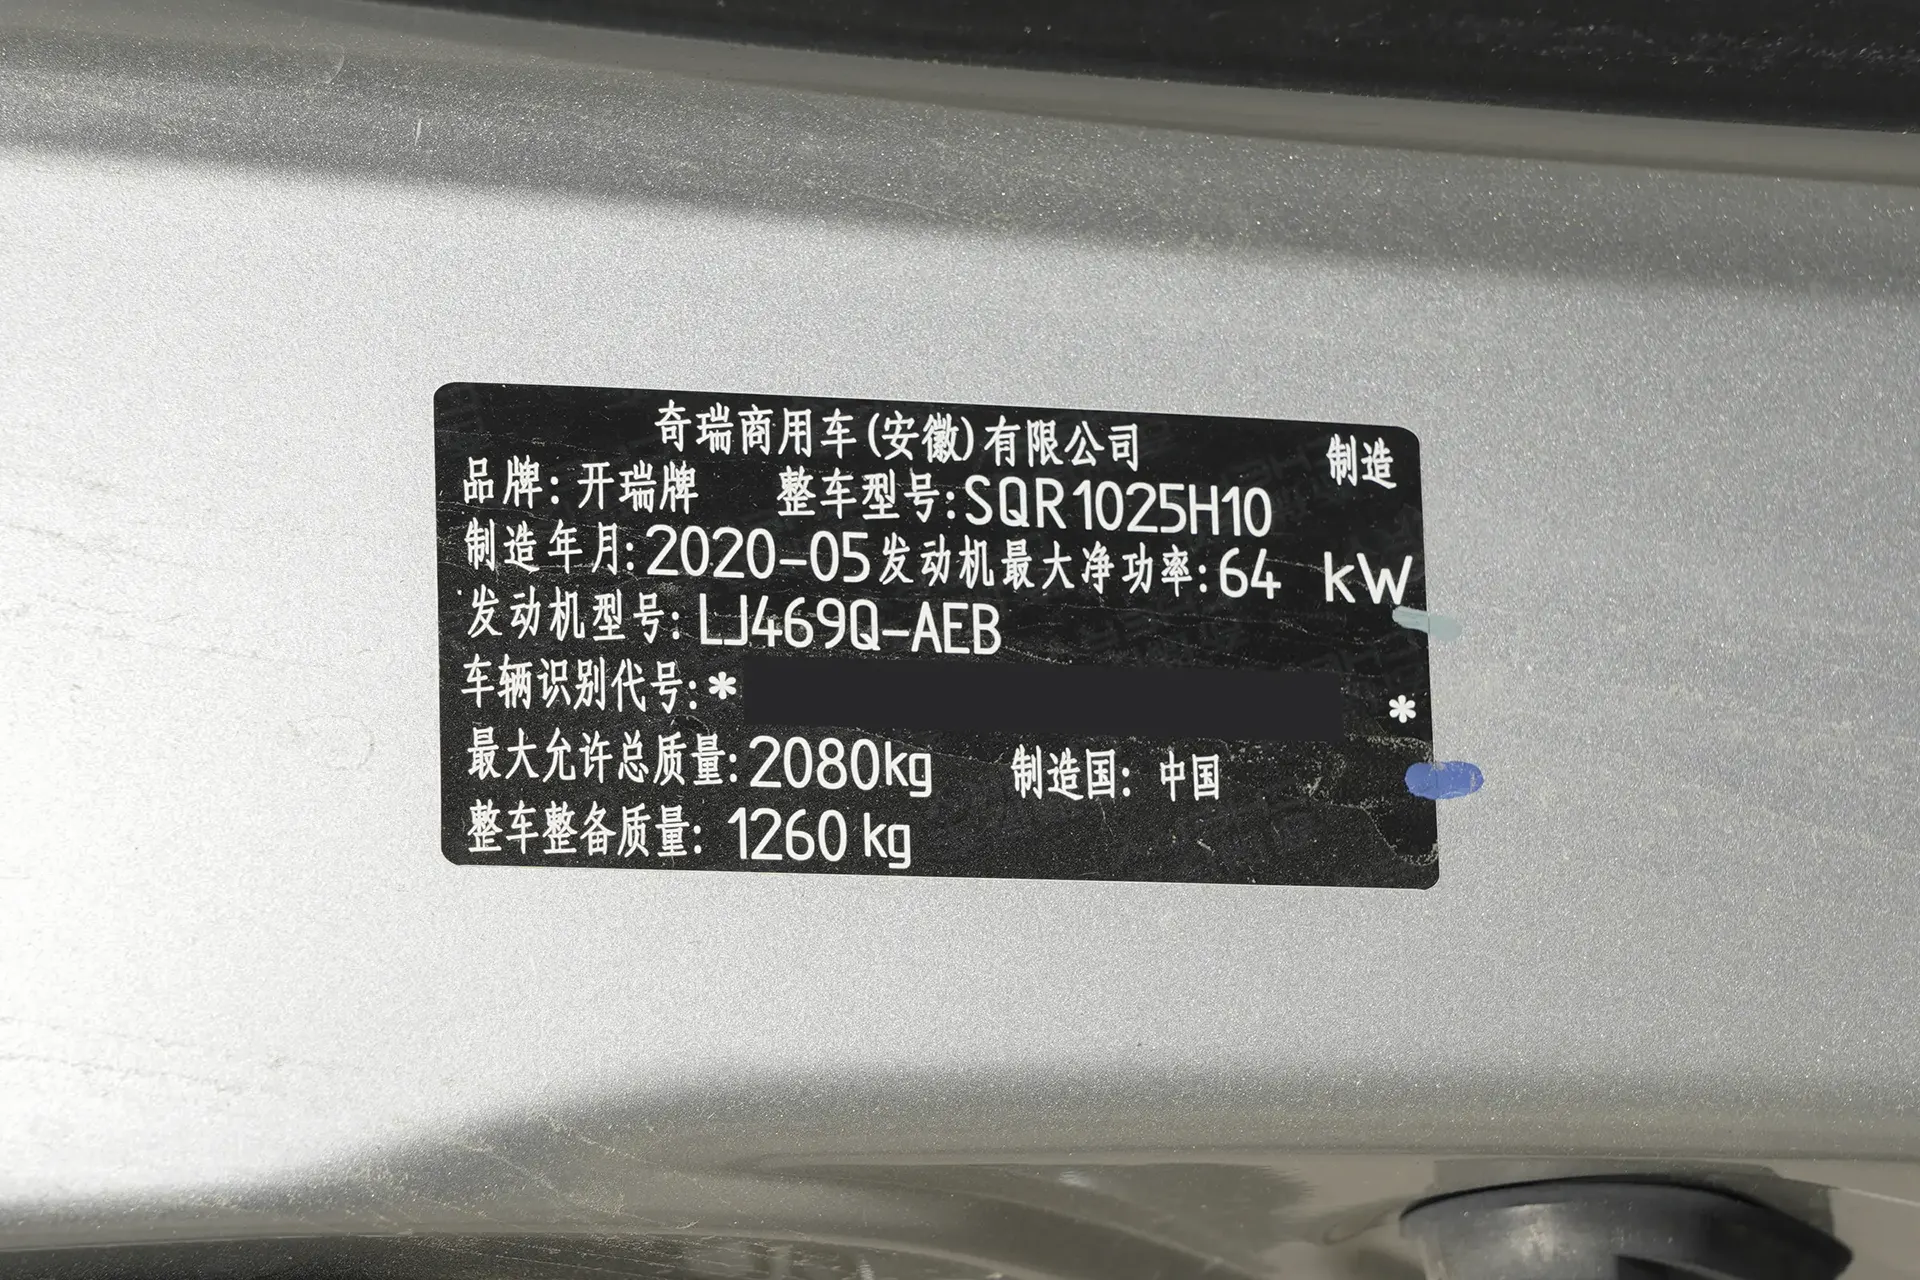 奇瑞商用车(安徽)有限公司 制造
品牌: 开瑞牌 整车型号:SQR1025H10
制造年月:2020-05发动机最大净功率:64 kW
发动机型号: LJ469Q-AEB
车辆识别代号:* *
最大允许总质量:2080kg 制造国: 中国
整车整备质量: 1260 kg